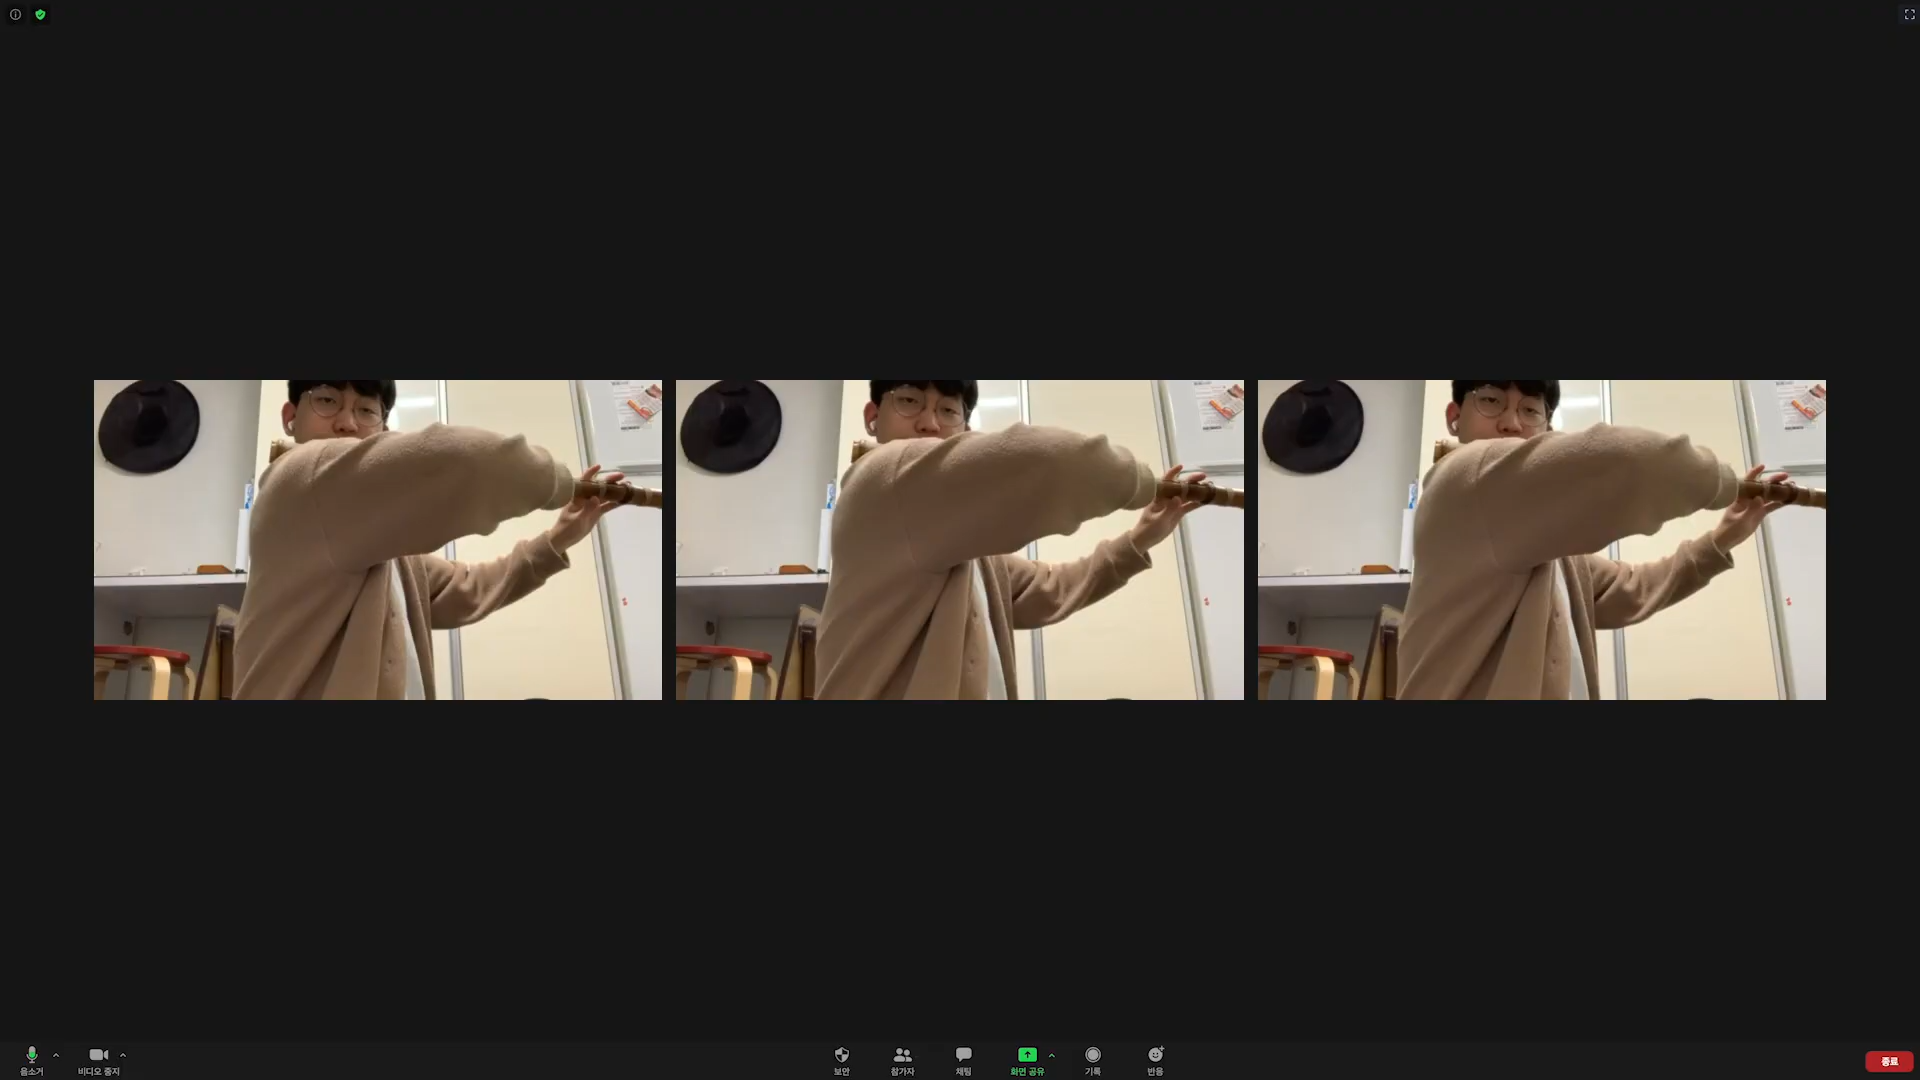 음소거
비디오 중지
보안
참가자
채팅
화면 공유
기록
반응
종료